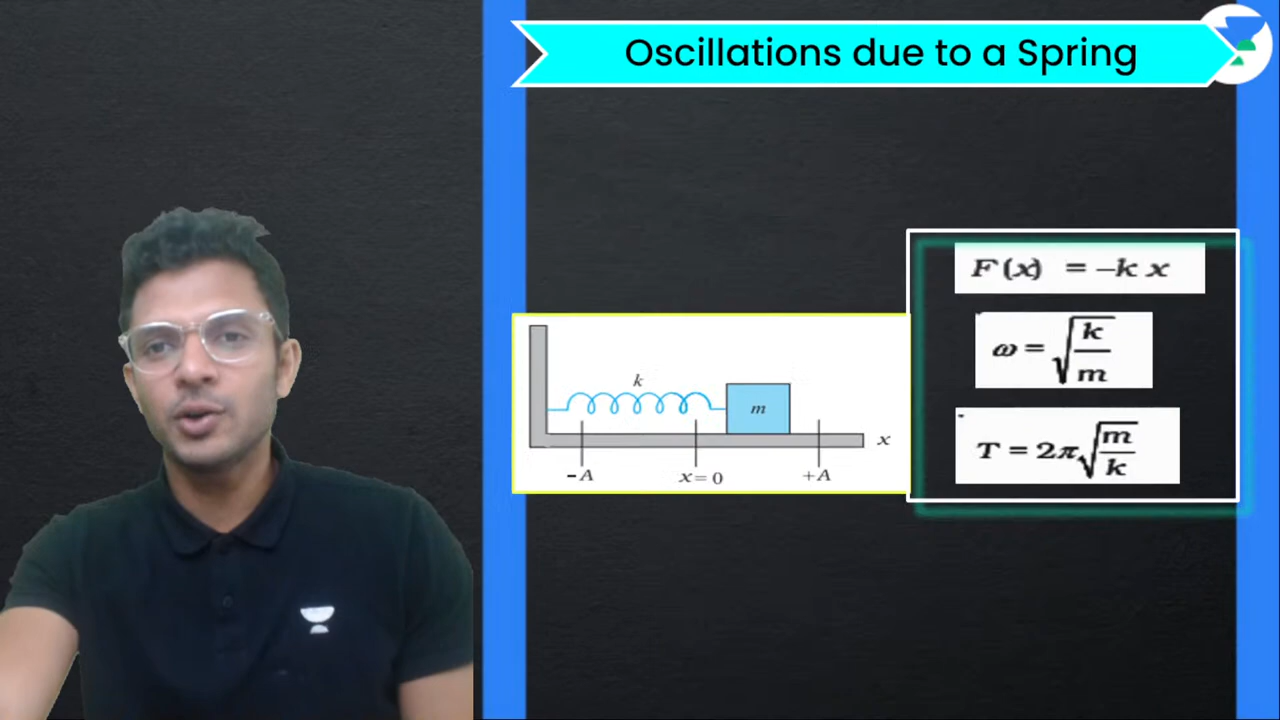 Oscillations due to a Spring
F(x) = –k x
ω = √k/m
T = 2π√m/k
k
m
x
–A
x = 0
+A